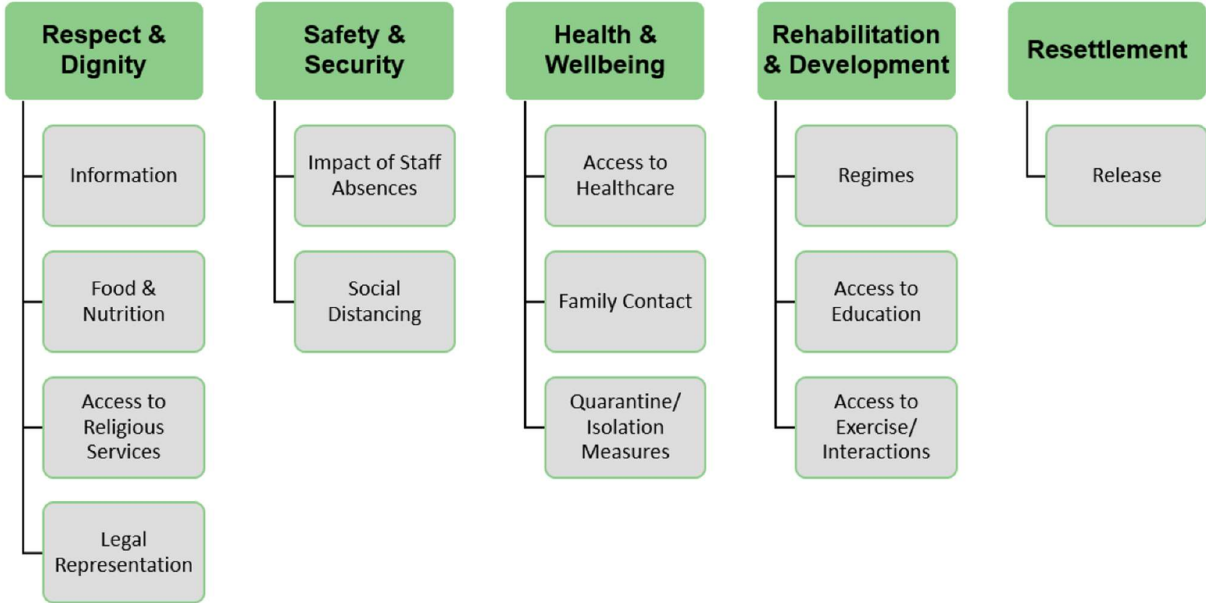 Respect &
Dignity
Information
Food &
Nutrition
Access to
Religious
Services
Legal
Representation
Safety &
Security
Impact of Staff
Absences
Social
Distancing
Health &
Wellbeing
Access to
Healthcare
Family Contact
Quarantine/
Isolation
Measures
Rehabilitation
& Development
Regimes
Access to
Education
Access to
Exercise/
Interactions
Resettlement
Release